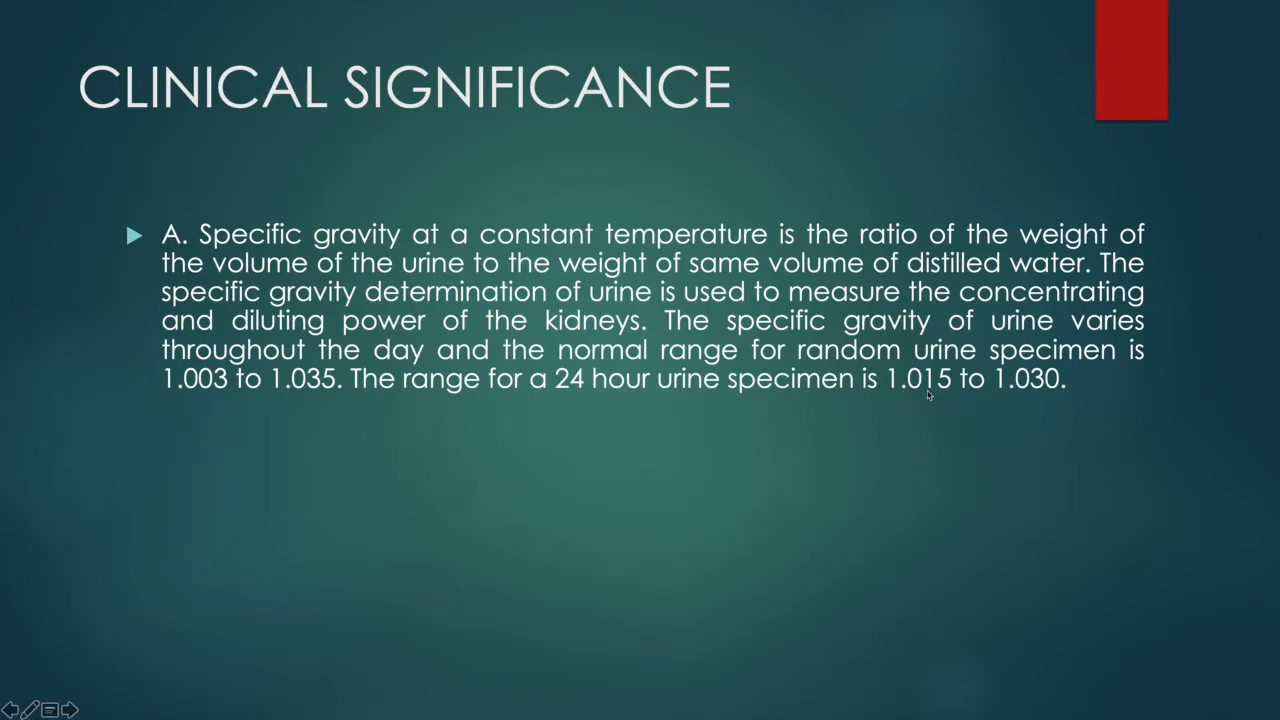 CLINICAL SIGNIFICANCE
A. Specific gravity at a constant temperature is the ratio of the weight of
the volume of the urine to the weight of same volume of distilled water. The
specific gravity determination of urine is used to measure the concentrating
and diluting power of the kidneys. The specific gravity of urine varies
throughout the day and the normal range for random urine specimen is
1.003 to 1.035. The range for a 24 hour urine specimen is 1.015 to 1.030.